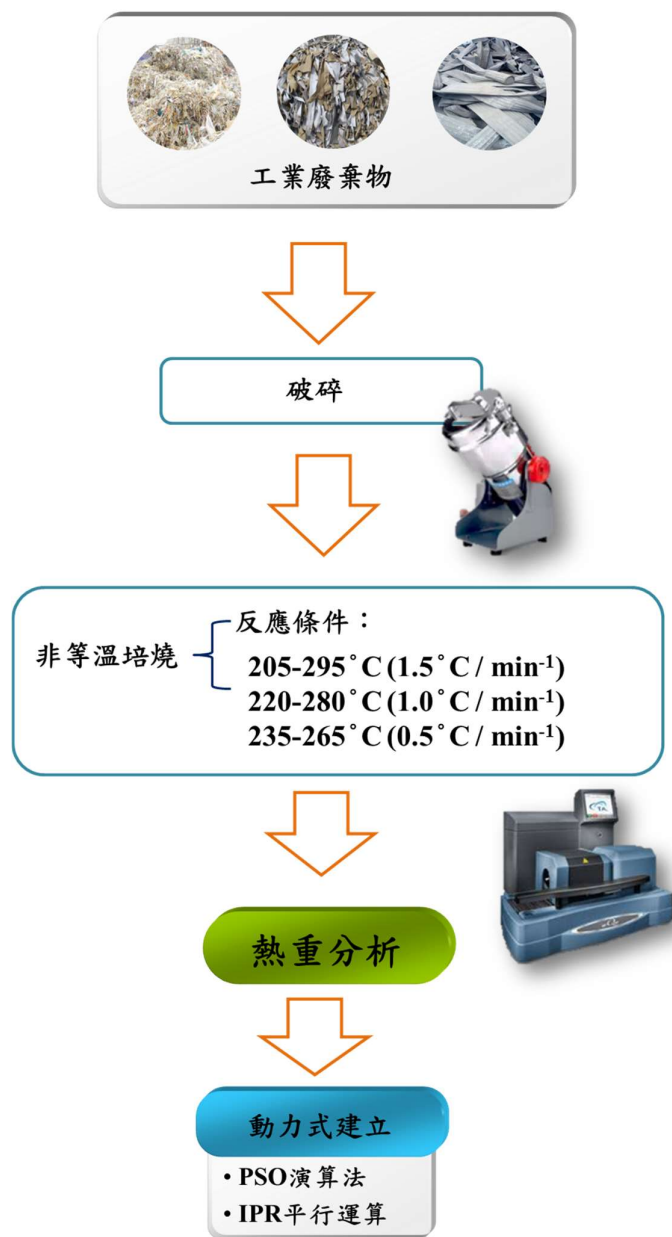 工業廢棄物
破碎
非等溫培燒
反應條件：
205-295˚C (1.5˚C / min-1)
220-280˚C (1.0˚C / min-1)
235-265˚C (0.5˚C / min-1)
TA
熱重分析
動力式建立
• PSO演算法
• IPR平行運算